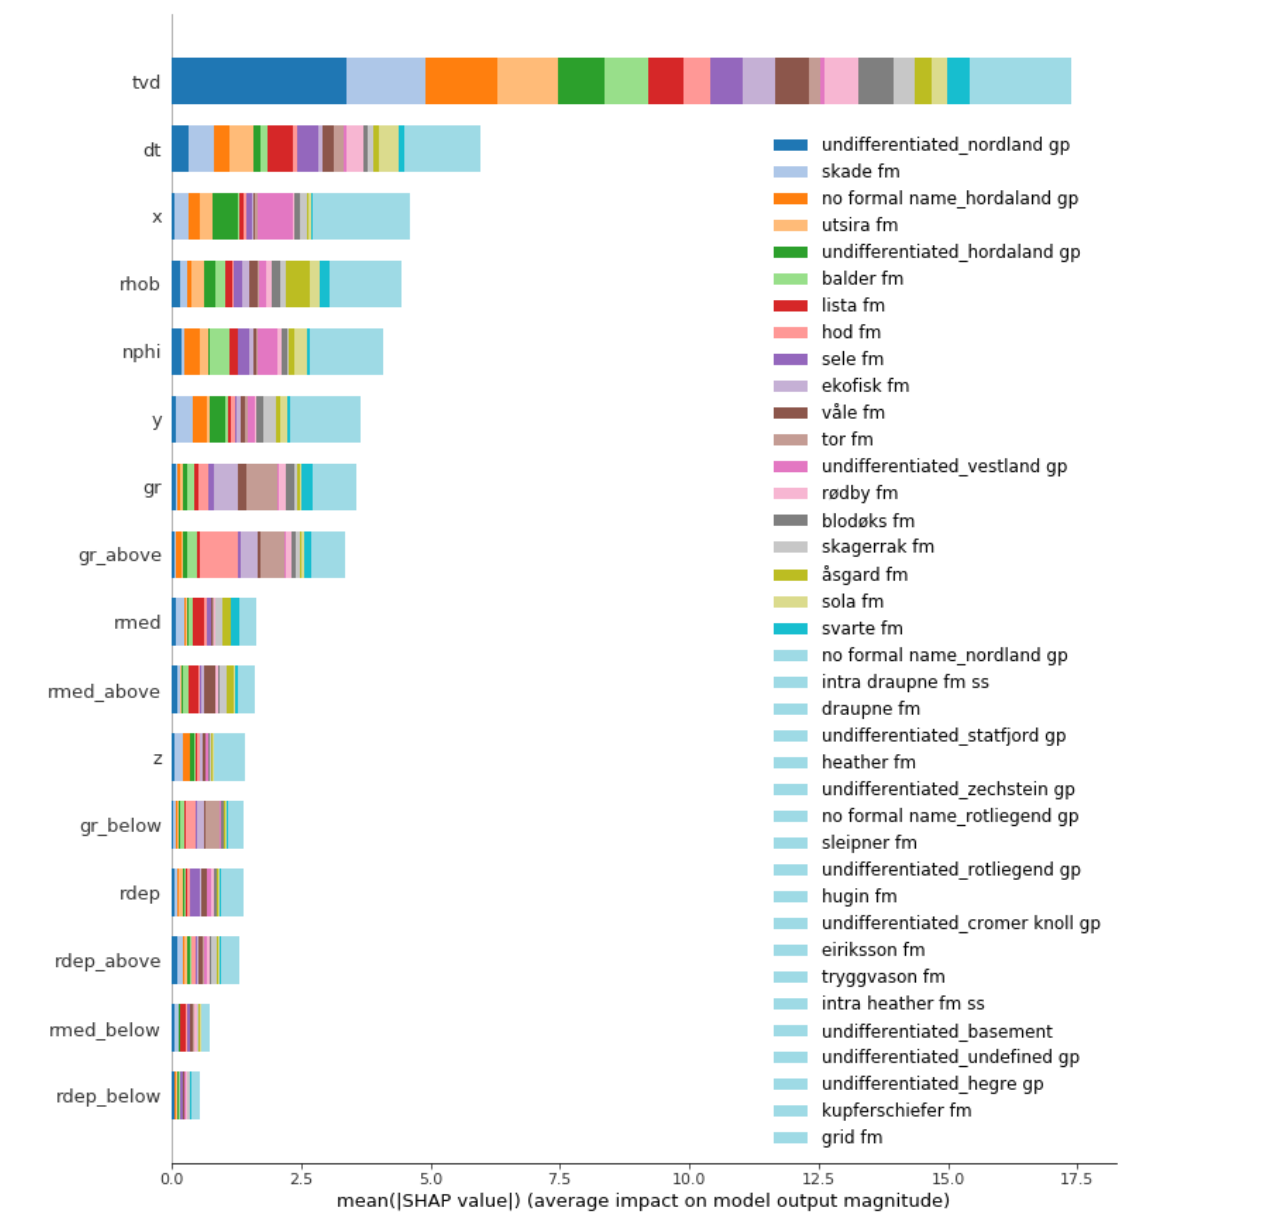 tvd
dt
x
rhob
nphi
y
gr
gr_above
rmed
rmed_above
z
gr_below
rdep
rdep_above
rmed_below
rdep_below
undifferentiated_nordland gp
skade fm
no formal name_hordaland gp
utsira fm
undifferentiated_hordaland gp
balder fm
lista fm
hod fm
sele fm
ekofisk fm
våle fm
tor fm
undifferentiated_vestland gp
rødby fm
blodøks fm
skagerrak fm
åsgard fm
sola fm
svarte fm
no formal name_nordland gp
intra draupne fm ss
draupne fm
undifferentiated_statfjord gp
heather fm
undifferentiated_zechstein gp
no formal name_rotliegend gp
sleipner fm
undifferentiated_rotliegend gp
hugin fm
undifferentiated_cromer knoll gp
eiriksson fm
tryggvason fm
intra heather fm ss
undifferentiated_basement
undifferentiated_undefined gp
undifferentiated_hegre gp
kupferschiefer fm
grid fm
0.0 2.5 5.0 7.5 10.0 12.5 15.0 17.5
mean(|SHAP value|) (average impact on model output magnitude)